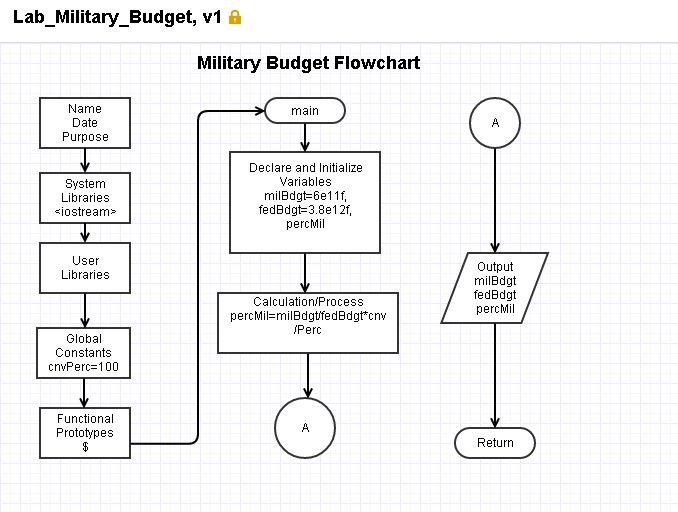 Lab_Military_Budget, v1
Military Budget Flowchart
Name
Date
Purpose
System
Libraries
<iostream>
User
Libraries
Global
Constants
cnvPerc=100
Functional
Prototypes
$
main
Declare and Initialize
Variables
milBdgt=6e11f,
fedBdgt=3.8e12f,
percMil
Calculation/Process
percMil=milBdgt/fedBdgt*cnv
/Perc
A
A
Output
milBdgt
fedBdgt
percMil
Return